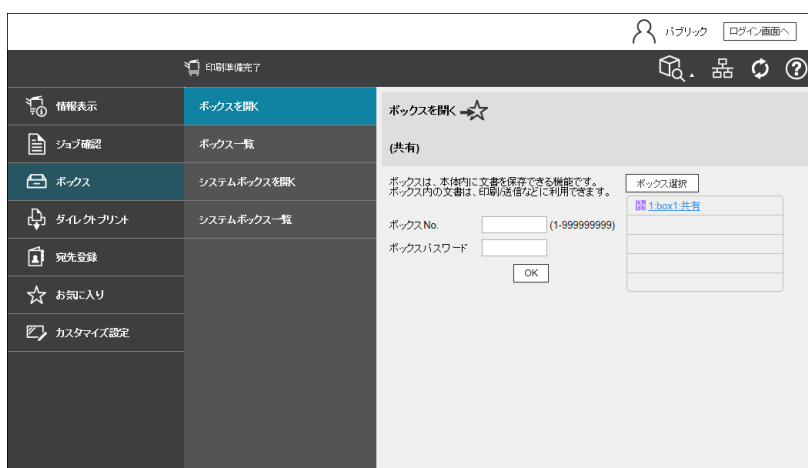 パブリック
ログイン画面へ
印刷準備完了
情報表示
ジョブ確認
ボックス
ダイレクトプリント
宛先登録
お気に入り
カスタマイズ設定
ボックスを開く
ボックス一覧
システムボックスを開く
システムボックス一覧
ボックスを開く
(共有)
ボックスは、本体内に文書を保存できる機能です。
ボックス内の文書は、印刷/送信などに利用できます。
ボックスNo.
(1-999999999)
ボックスパスワード
OK
ボックス選択
1:box1:共有